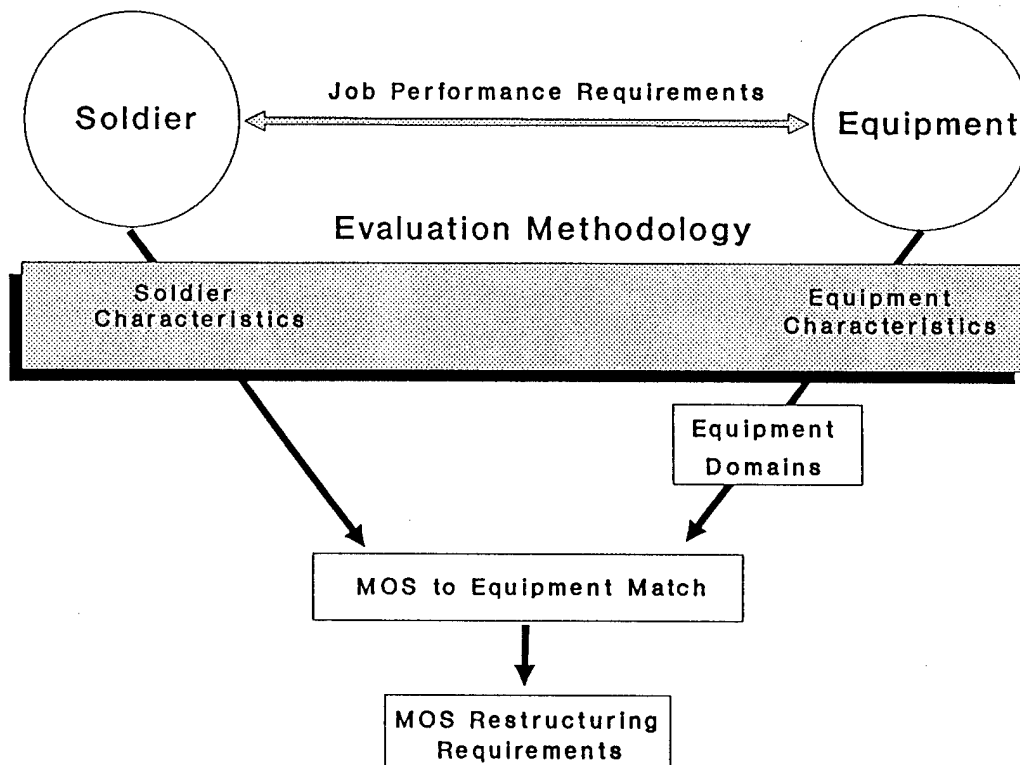 Job Performance Requirements
Soldier
Equipment
Evaluation Methodology
Soldier
Characteristics
Equipment
Characteristics
Equipment
Domains
MOS to Equipment Match
MOS Restructuring
Requirements